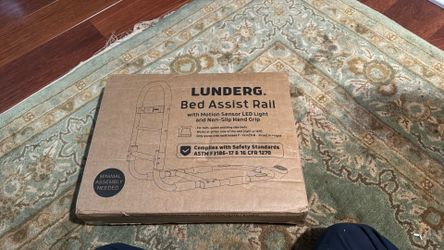 LUNDERG.
Bed Assist Rail
with Motion Sensor LED Light
and Non-Slip Hand Grip
Complies with Safety Standards
ASTM F3186-17 & 16 CFR 1270
MINIMAL
ASSEMBLY
NEEDED